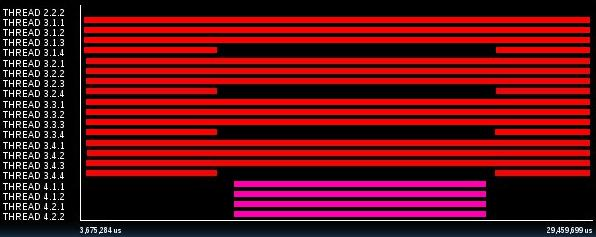 THREAD 2.2.2
THREAD 3.1.1
THREAD 3.1.2
THREAD 3.1.3
THREAD 3.1.4
THREAD 3.2.1
THREAD 3.2.2
THREAD 3.2.3
THREAD 3.2.4
THREAD 3.3.1
THREAD 3.3.2
THREAD 3.3.3
THREAD 3.3.4
THREAD 3.4.1
THREAD 3.4.2
THREAD 3.4.3
THREAD 3.4.4
THREAD 4.1.1
THREAD 4.1.2
THREAD 4.2.1
THREAD 4.2.2
3,675,284 us 29,459,699 us